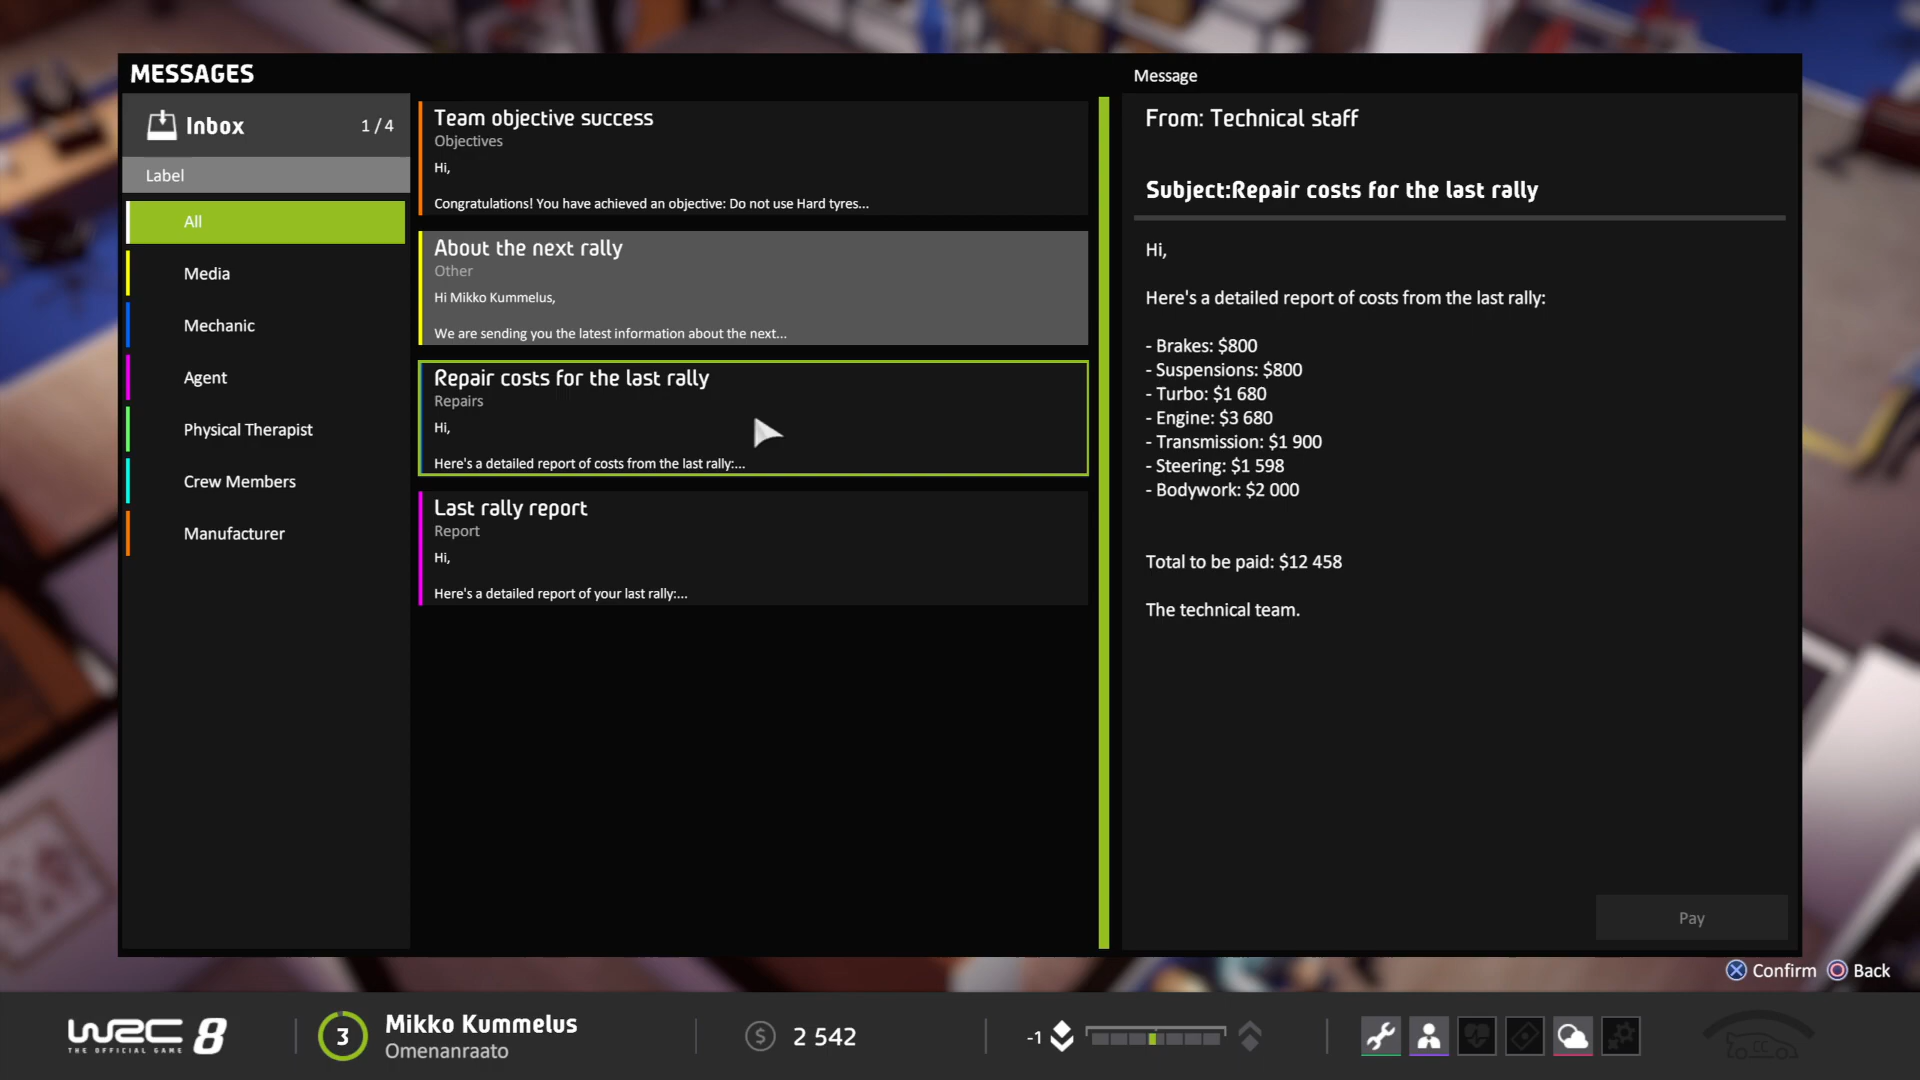 MESSAGES
Inbox
1 / 4
Label
All
Media
Mechanic
Agent
Physical Therapist
Crew Members
Manufacturer
Team objective success
Objectives
Hi,
Congratulations! You have achieved an objective: Do not use Hard tyres...
About the next rally
Other
Hi Mikko Kummelus,
We are sending you the latest information about the next...
Repair costs for the last rally
Repairs
Hi,
Here's a detailed report of costs from the last rally:...
Last rally report
Report
Hi,
Here's a detailed report of your last rally:...
Message
From: Technical staff
Subject:Repair costs for the last rally
Hi,
Here's a detailed report of costs from the last rally:
- Brakes: $800
- Suspensions: $800
- Turbo: $1 680
- Engine: $3 680
- Transmission: $1 900
- Steering: $1 598
- Bodywork: $2 000
Total to be paid: $12 458
The technical team.
Pay
Confirm
Back
WRC 8
THE OFFICIAL GAME
3
Mikko Kummelus
Omenanraato
$ 2 542
-1
CC